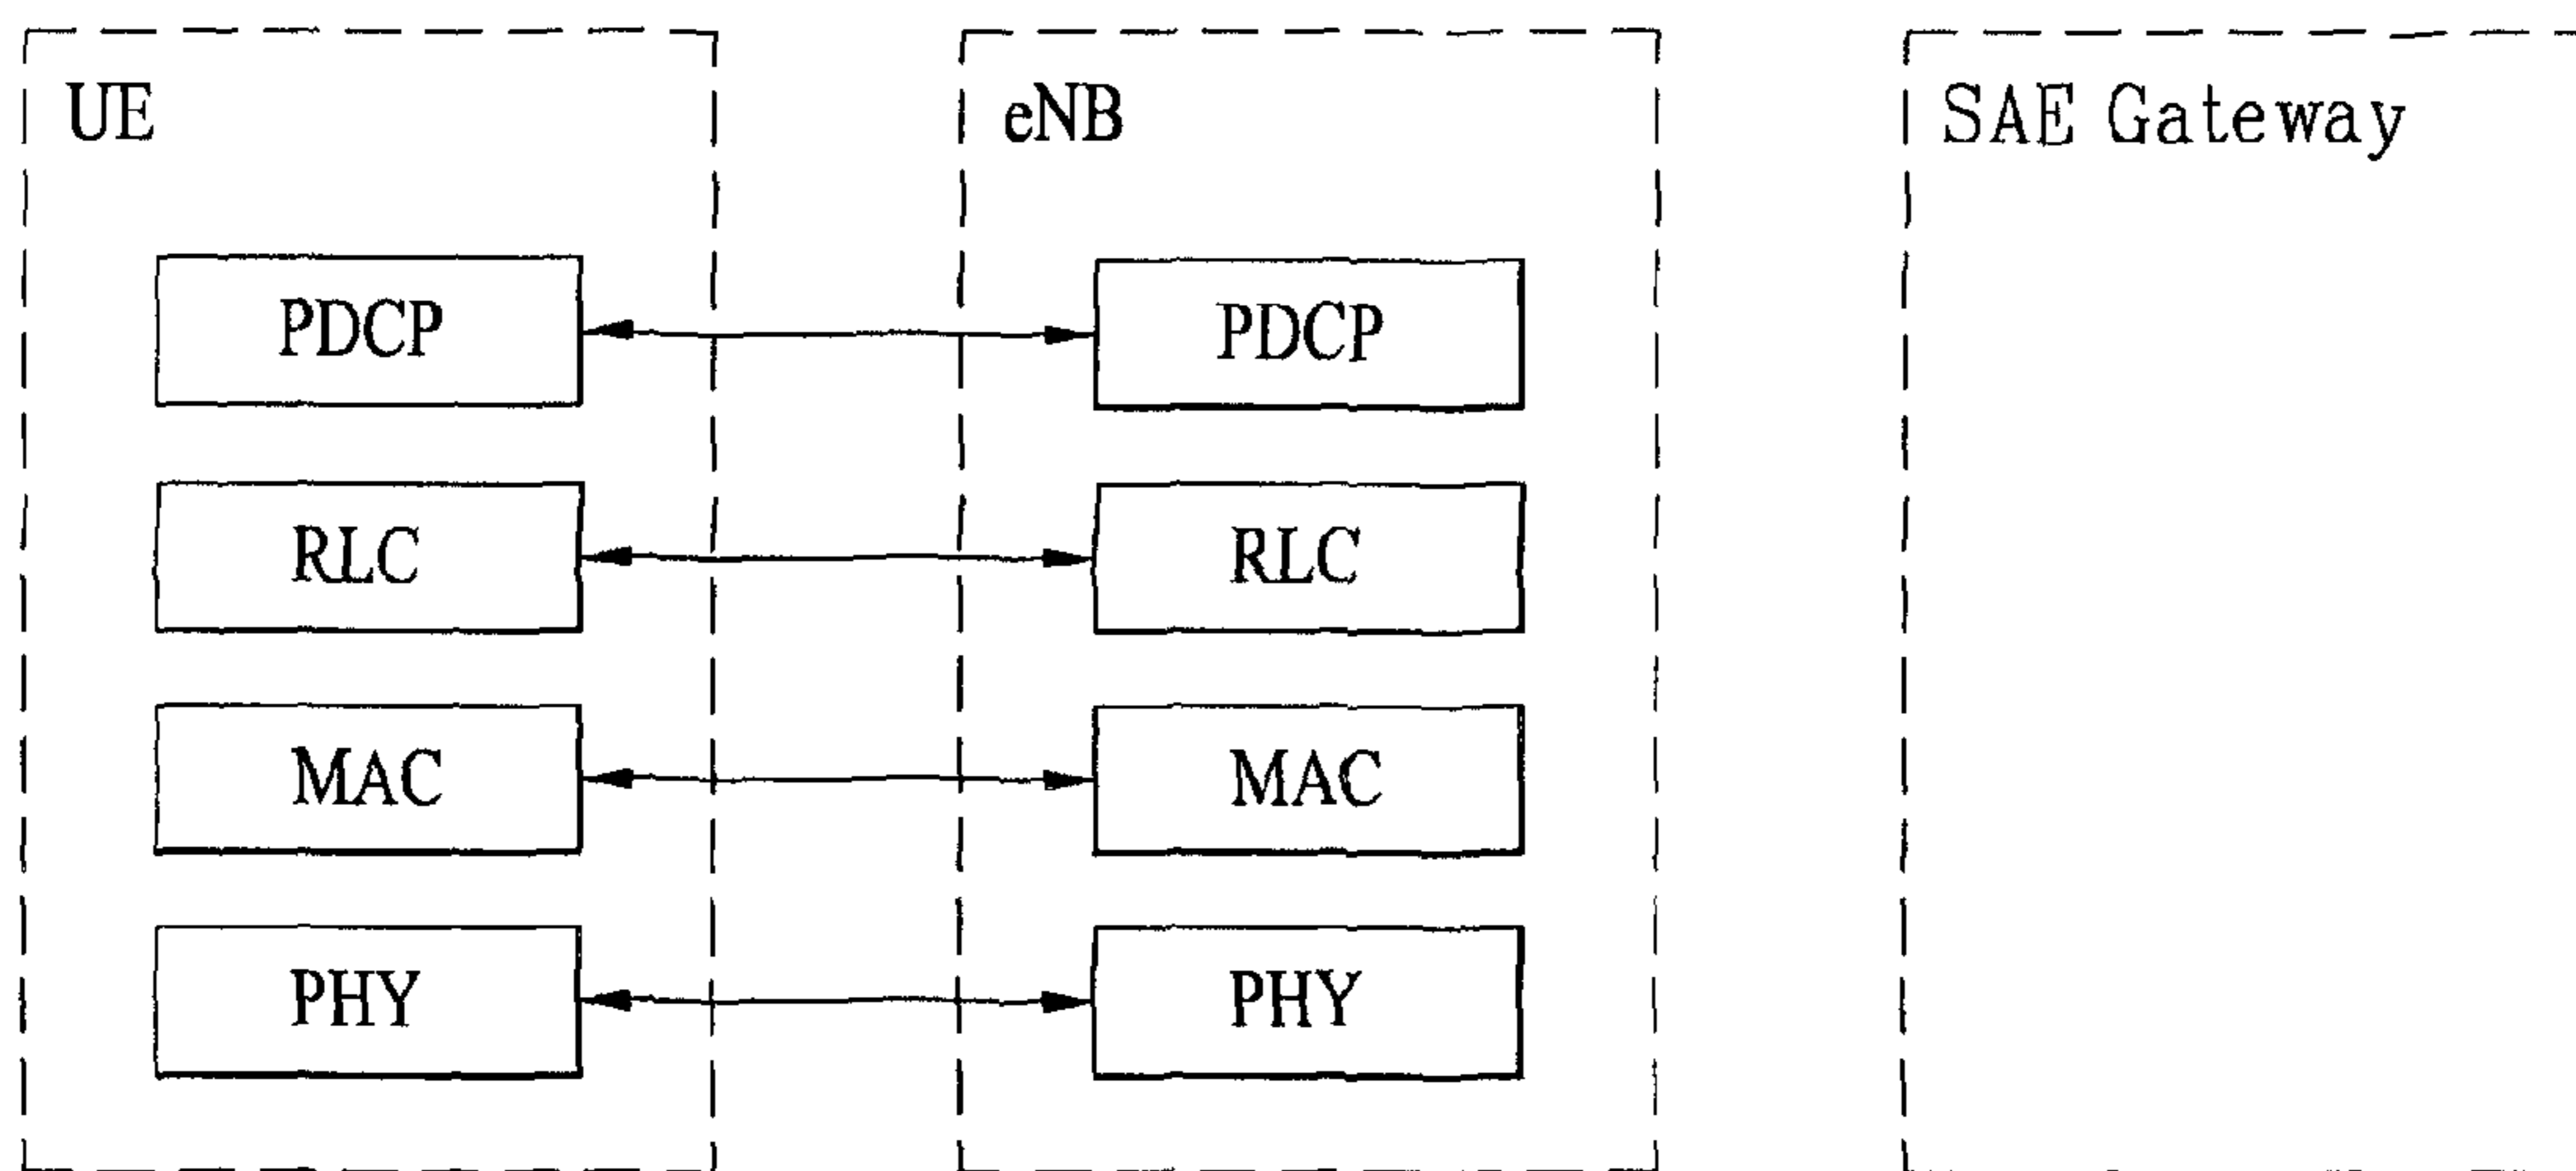 UE
eNB
SAE Gateway
PDCP
PDCP
RLC
RLC
MAC
MAC
PHY
PHY